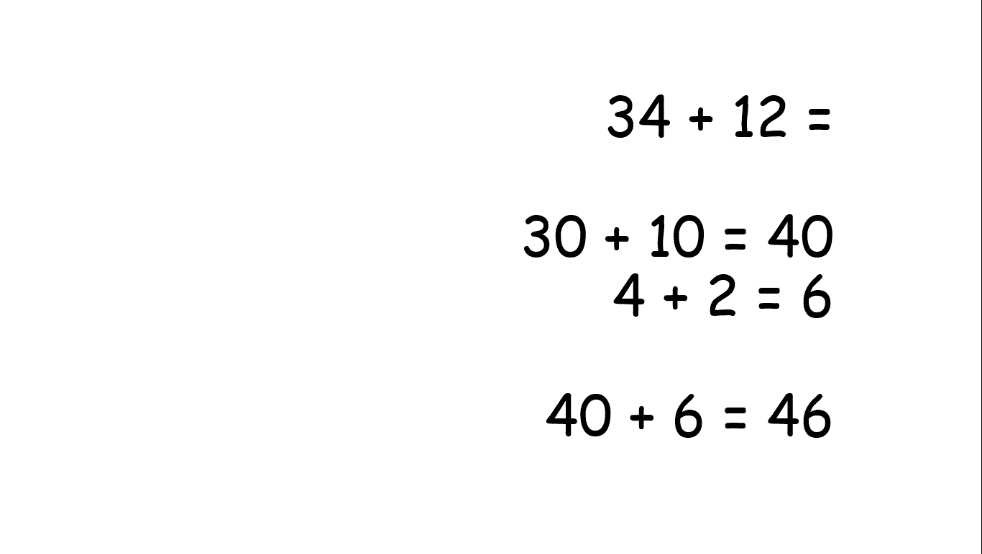 34 + 12 =
30 + 10 = 40
4 + 2 = 6
40 + 6 = 46